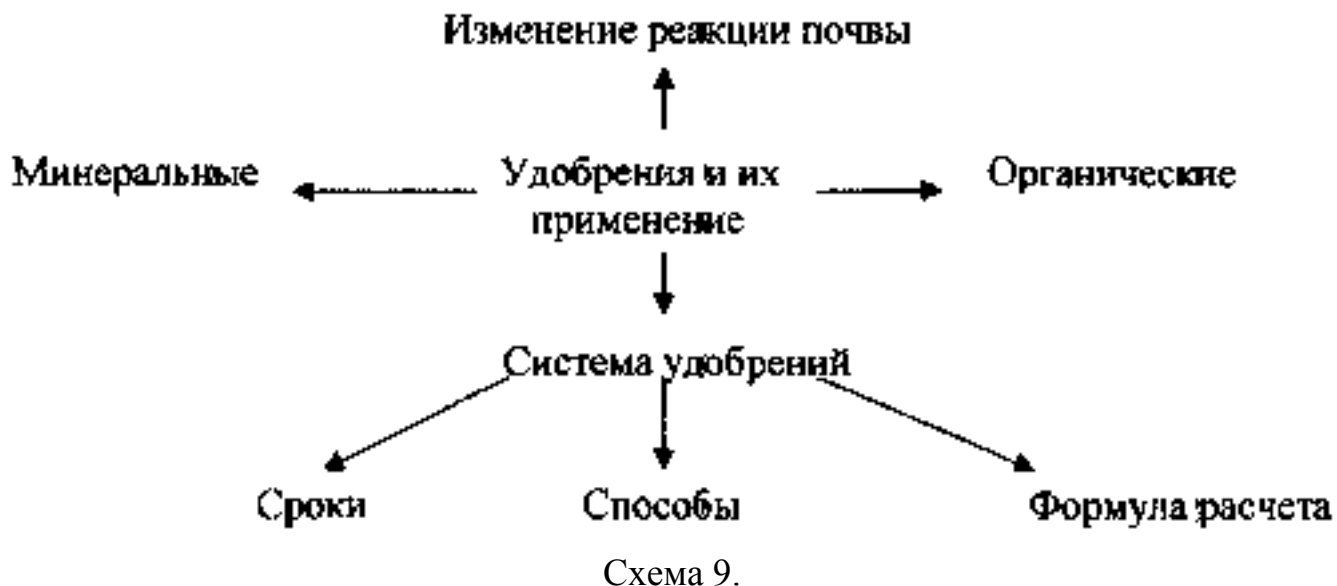 Изменение реакции почвы
Минеральные
Удобрения и их
применение
Органические
Система удобрений
Сроки
Способы
Формула расчета
Схема 9.